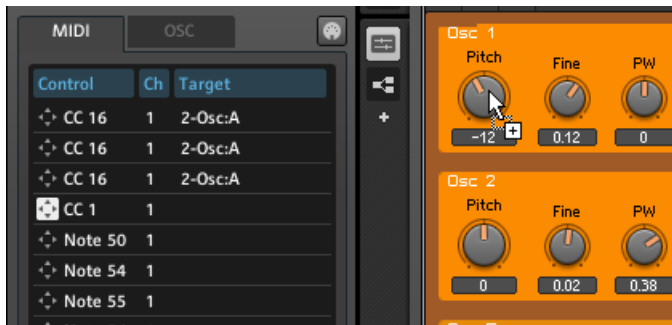 MIDI OSC
Control Ch Target
CC 16 1 2-Osc:A
CC 16 1 2-Osc:A
CC 16 1 2-Osc:A
CC 1 1
Note 50 1
Note 54 1
Note 55 1
Osc 1
Pitch Fine PW
-12 0.12 0
Osc 2
Pitch Fine PW
0 0.02 0.38